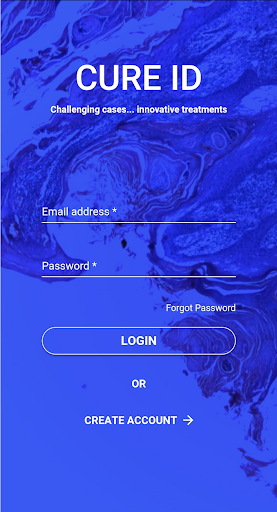 CURE ID
Challenging cases... innovative treatments
Email address *
Password *
Forgot Password
LOGIN
OR
CREATE ACCOUNT →